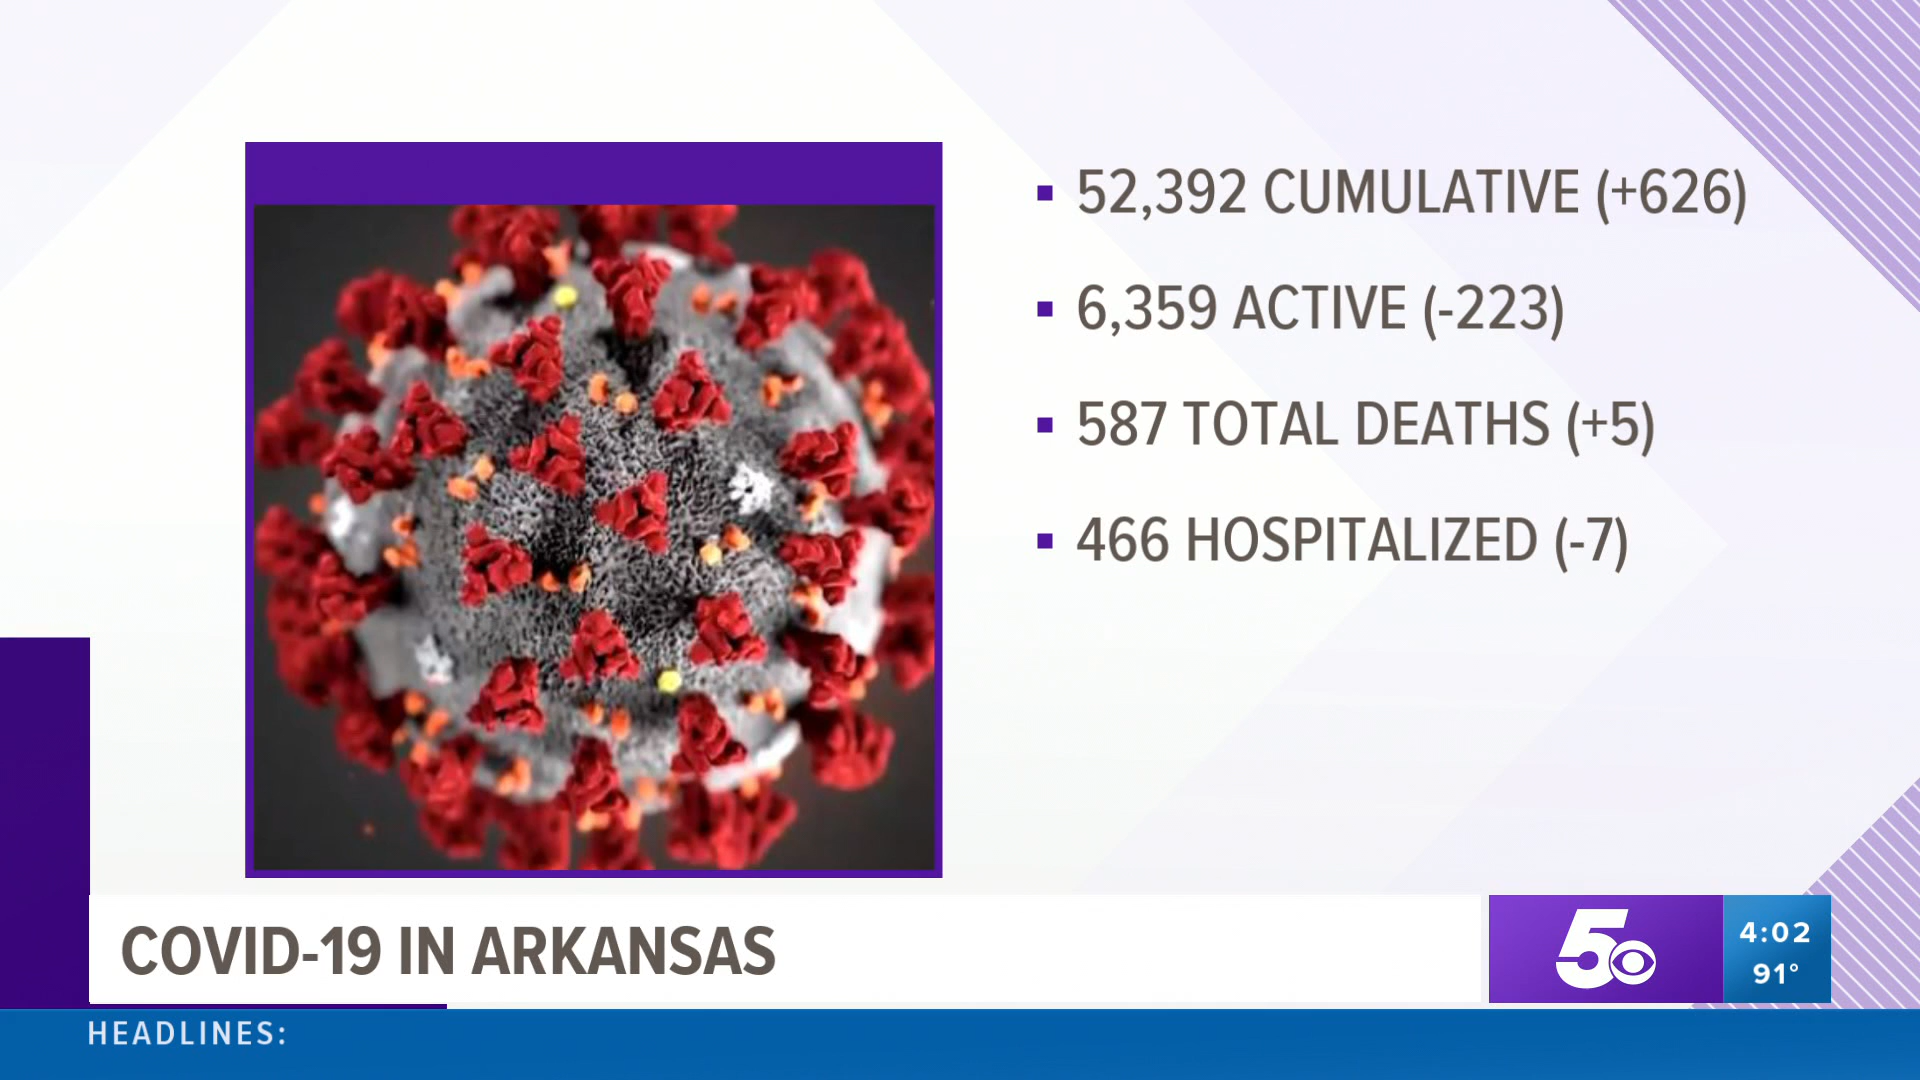 52,392 CUMULATIVE (+626)
6,359 ACTIVE (-223)
587 TOTAL DEATHS (+5)
466 HOSPITALIZED (-7)
COVID-19 IN ARKANSAS
5
4:02
91°
HEADLINES: